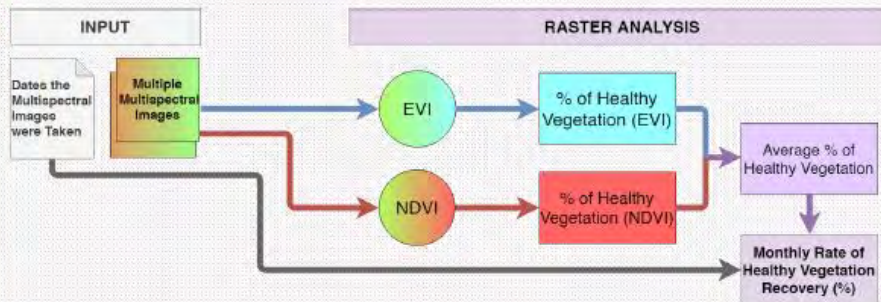 INPUT
RASTER ANALYSIS
Dates the
Multispectral
Images
were Taken
Multiple
Multispectral
Images
EVI
% of Healthy
Vegetation (EVI)
NDVI
% of Healthy
Vegetation (NDVI)
Average % of
Healthy Vegetation
Monthly Rate of
Healthy Vegetation
Recovery (%)